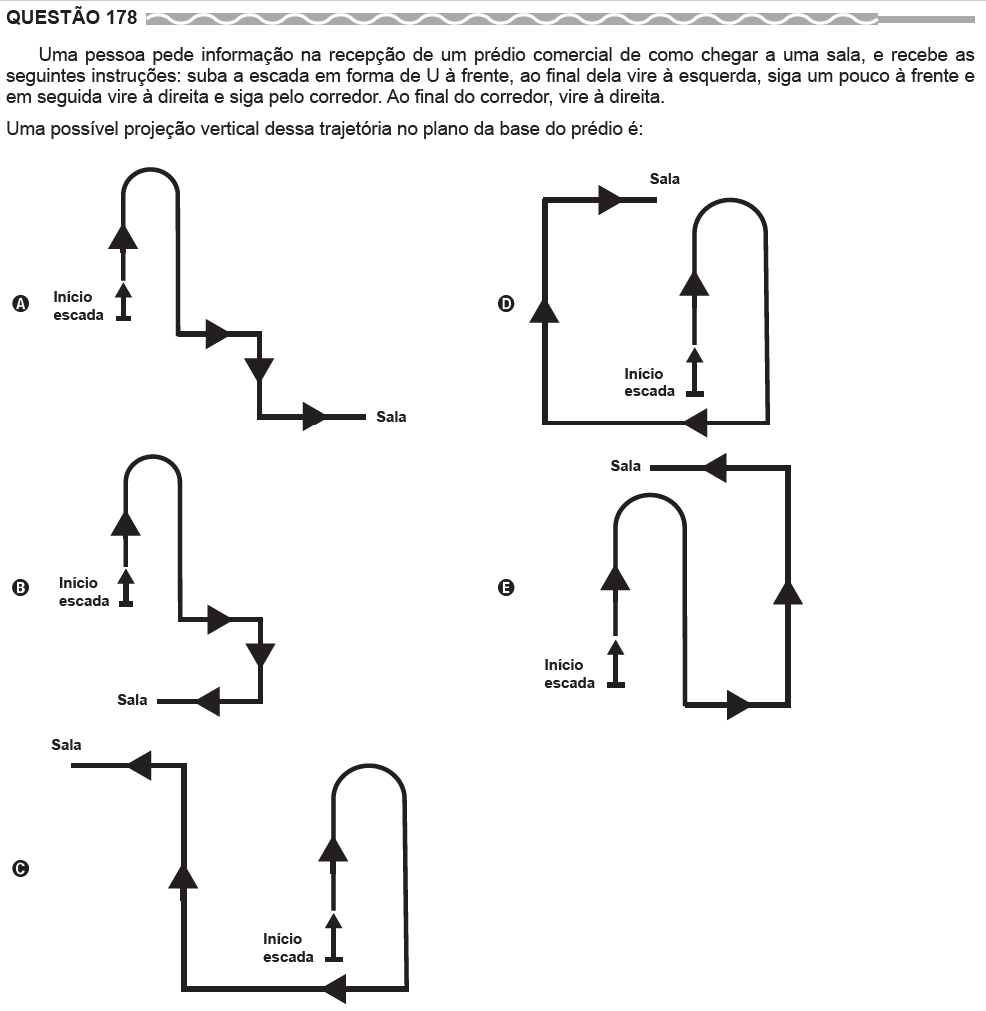 QUESTÃO 178
Uma pessoa pede informação na recepção de um prédio comercial de como chegar a uma sala, e recebe as
seguintes instruções: suba a escada em forma de U à frente, ao final dela vire à esquerda, siga um pouco à frente e
em seguida vire à direita e siga pelo corredor. Ao final do corredor, vire à direita.
Uma possível projeção vertical dessa trajetória no plano da base do prédio é:
A
Início
escada
Sala
B
Início
escada
Sala
C
Sala
Início
escada
D
Sala
Início
escada
E
Sala
Início
escada